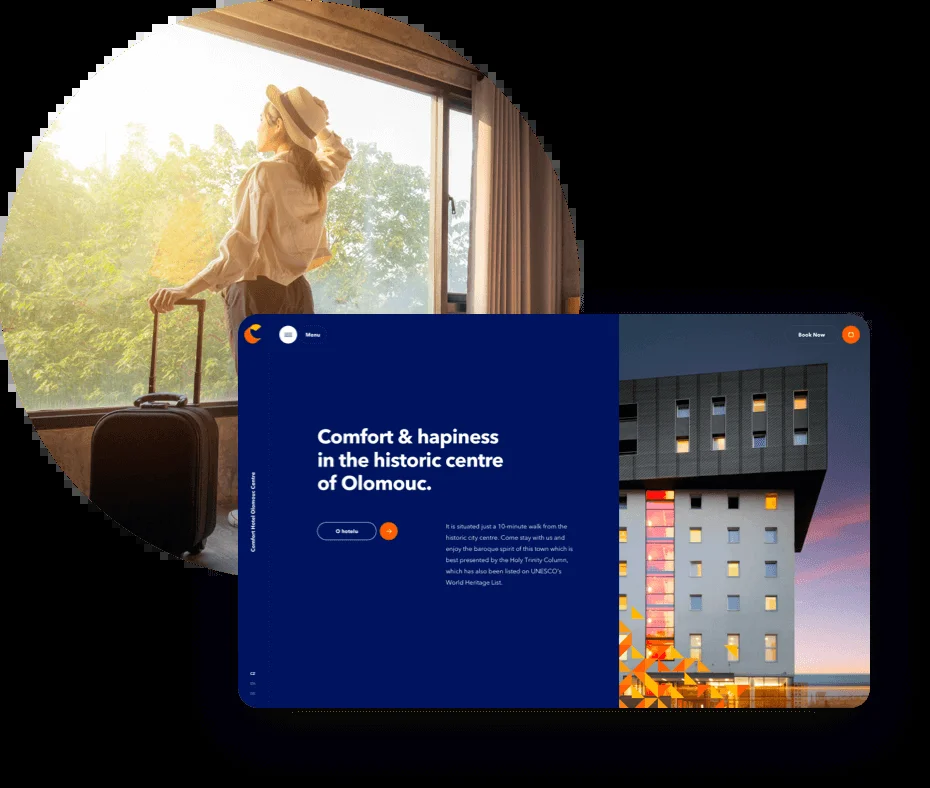 Menu
Book Now
Comfort & hapiness
in the historic centre
of Olomouc.
Comfort Hotel Olomouc Centre
O hotelu
It is situated just a 10-minute walk from the
historic city centre. Come stay with us and
enjoy the baroque spirit of this town which is
best presented by the Holy Trinity Column,
which has also been listed on UNESCO's
World Heritage List.